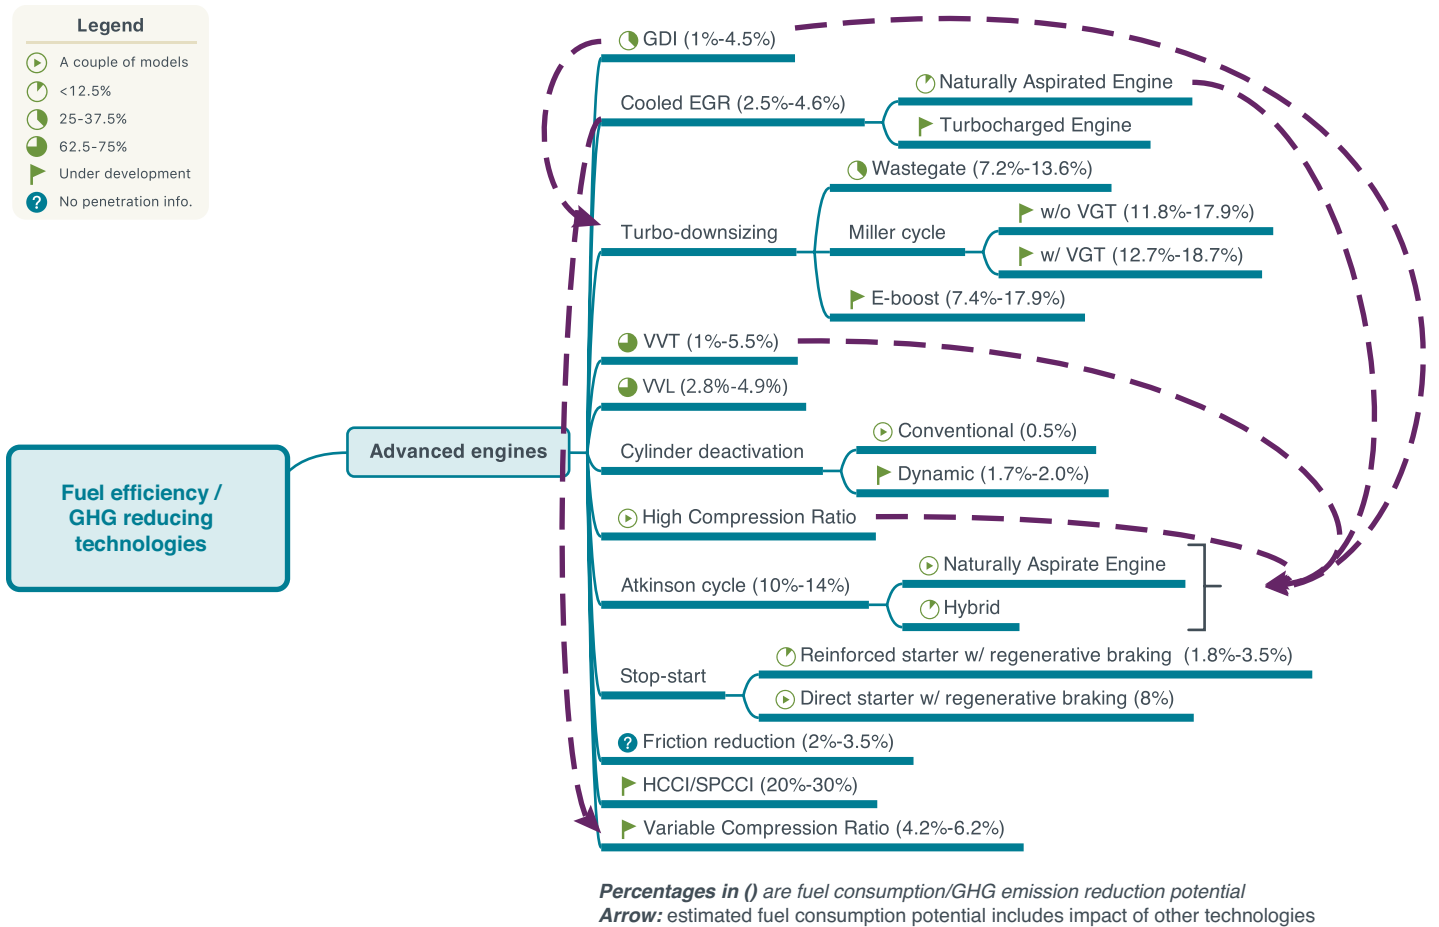 Legend
A couple of models
<12.5%
25-37.5%
62.5-75%
Under development
? No penetration info.
Fuel efficiency /
GHG reducing
technologies
Advanced engines
GDI (1%-4.5%)
Cooled EGR (2.5%-4.6%)
Naturally Aspirated Engine
Turbocharged Engine
Turbo-downsizing
Wastegate (7.2%-13.6%)
Miller cycle
w/o VGT (11.8%-17.9%)
w/ VGT (12.7%-18.7%)
E-boost (7.4%-17.9%)
VVT (1%-5.5%)
VVL (2.8%-4.9%)
Cylinder deactivation
Conventional (0.5%)
Dynamic (1.7%-2.0%)
High Compression Ratio
Atkinson cycle (10%-14%)
Naturally Aspirate Engine
Hybrid
Stop-start
Reinforced starter w/ regenerative braking (1.8%-3.5%)
Direct starter w/ regenerative braking (8%)
? Friction reduction (2%-3.5%)
HCCI/SPCCI (20%-30%)
Variable Compression Ratio (4.2%-6.2%)
Percentages in () are fuel consumption/GHG emission reduction potential
Arrow: estimated fuel consumption potential includes impact of other technologies